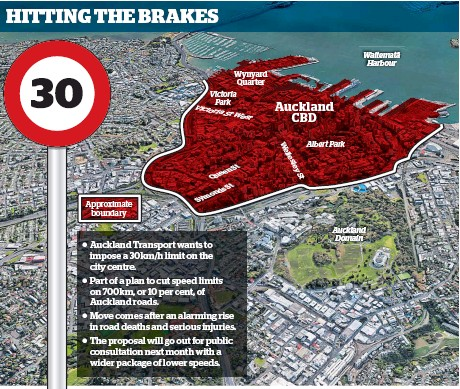 HITTING THE BRAKES
30
Waitematā
Harbour
Wynyard
Quarter
Victoria
Park
Victoria St West
Auckland
CBD
Albert Park
Wellesley St
Queen St
Symonds St
Approximate
boundary
Auckland
Domain
• Auckland Transport wants to
impose a 30km/h limit on the
city centre.
• Part of a plan to cut speed limits
on 700km, or 10 per cent, of
Auckland roads.
• Move comes after an alarming rise
in road deaths and serious injuries.
• The proposal will go out for public
consultation next month with a
wider package of lower speeds.